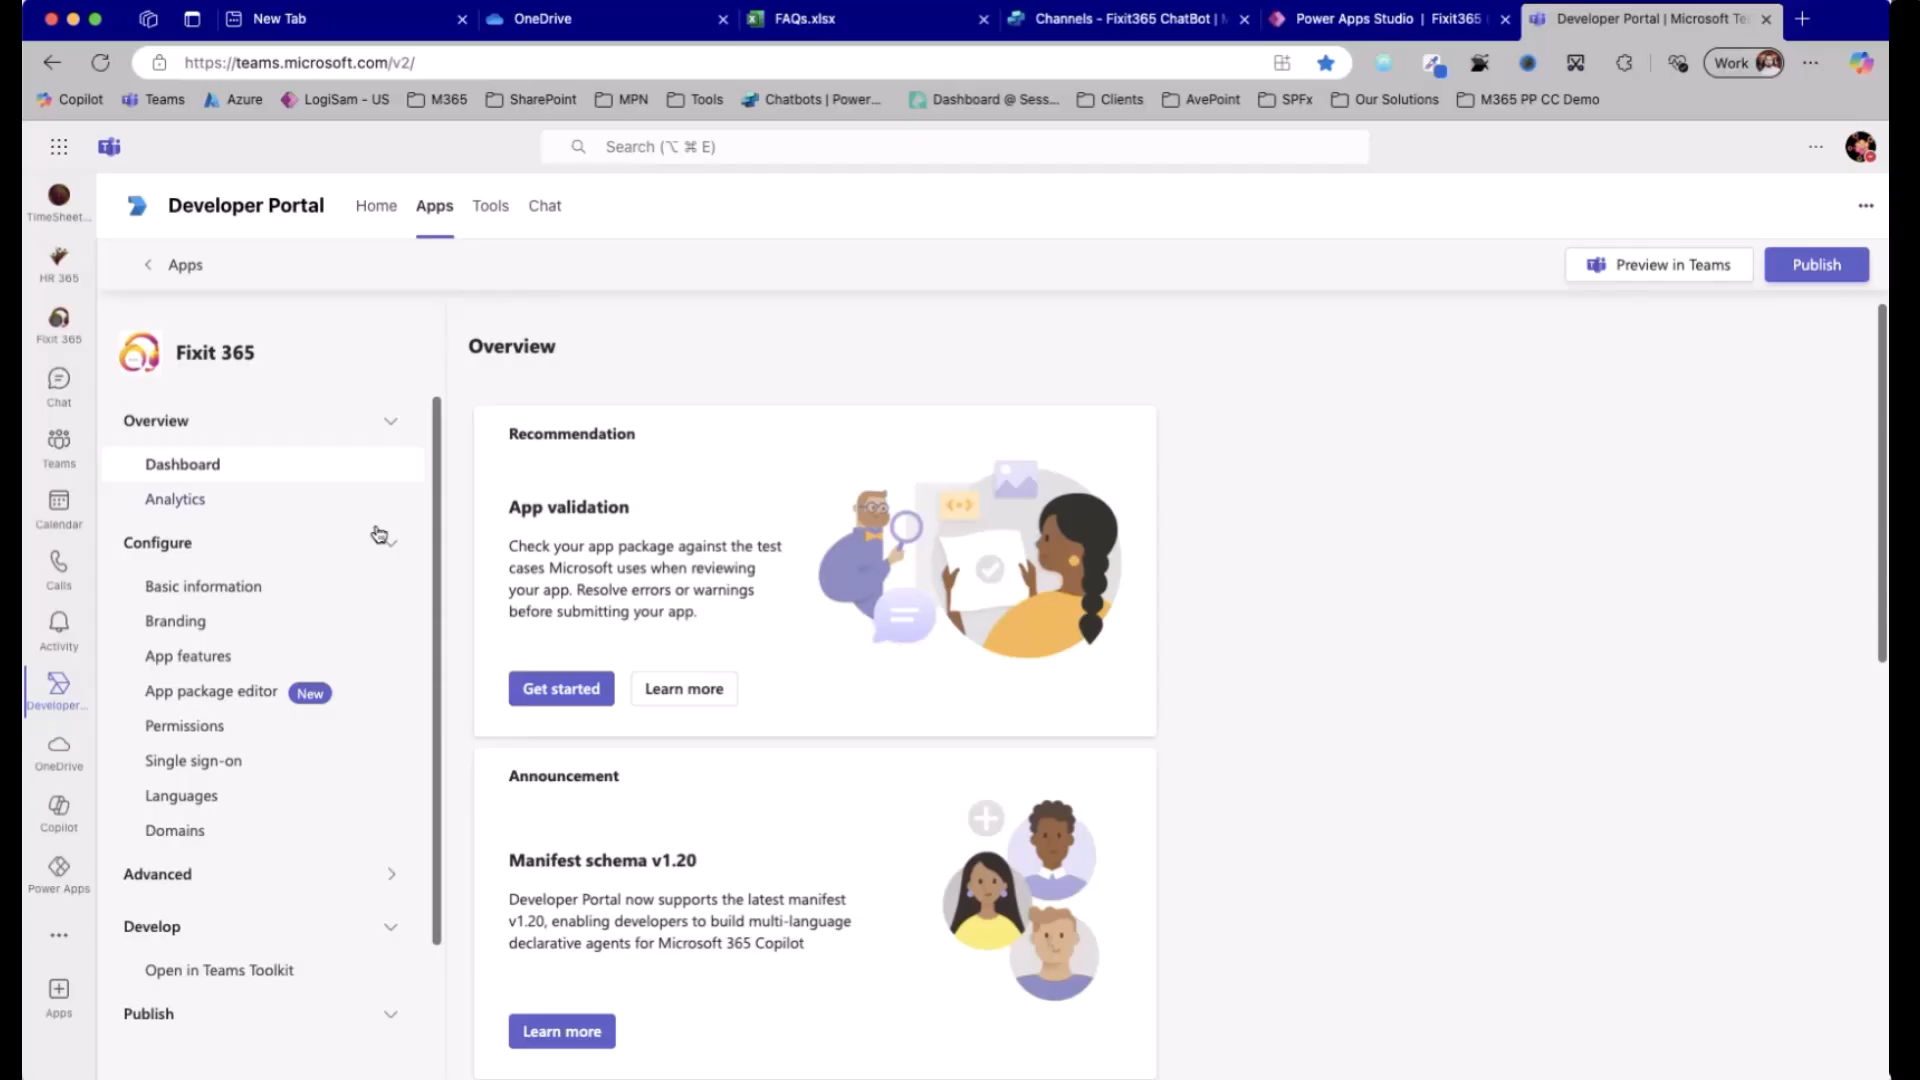 New Tab
OneDrive
FAQs.xlsx
Channels - Fixit365 ChatBot |
Power Apps Studio | Fixit365
Developer Portal | Microsoft Te
https://teams.microsoft.com/v2/
Work
Copilot
Teams
Azure
LogiSam - US
M365
SharePoint
MPN
Tools
Chatbots | Power...
Dashboard @ Sess...
Clients
AvePoint
SPFx
Our Solutions
M365 PP CC Demo
Search (⌥ ⌘ E)
TimeSheet...
HR 365
Fixit 365
Chat
Teams
Calendar
Calls
Activity
Developer...
OneDrive
Copilot
Power Apps
Apps
Developer Portal
Home
Apps
Tools
Chat
Apps
Preview in Teams
Publish
Fixit 365
Overview
Dashboard
Analytics
Configure
Basic information
Branding
App features
App package editor New
Permissions
Single sign-on
Languages
Domains
Advanced
Develop
Open in Teams Toolkit
Publish
Overview
Recommendation
App validation
Check your app package against the test
cases Microsoft uses when reviewing
your app. Resolve errors or warnings
before submitting your app.
Get started
Learn more
Announcement
Manifest schema v1.20
Developer Portal now supports the latest manifest
v1.20, enabling developers to build multi-language
declarative agents for Microsoft 365 Copilot
Learn more